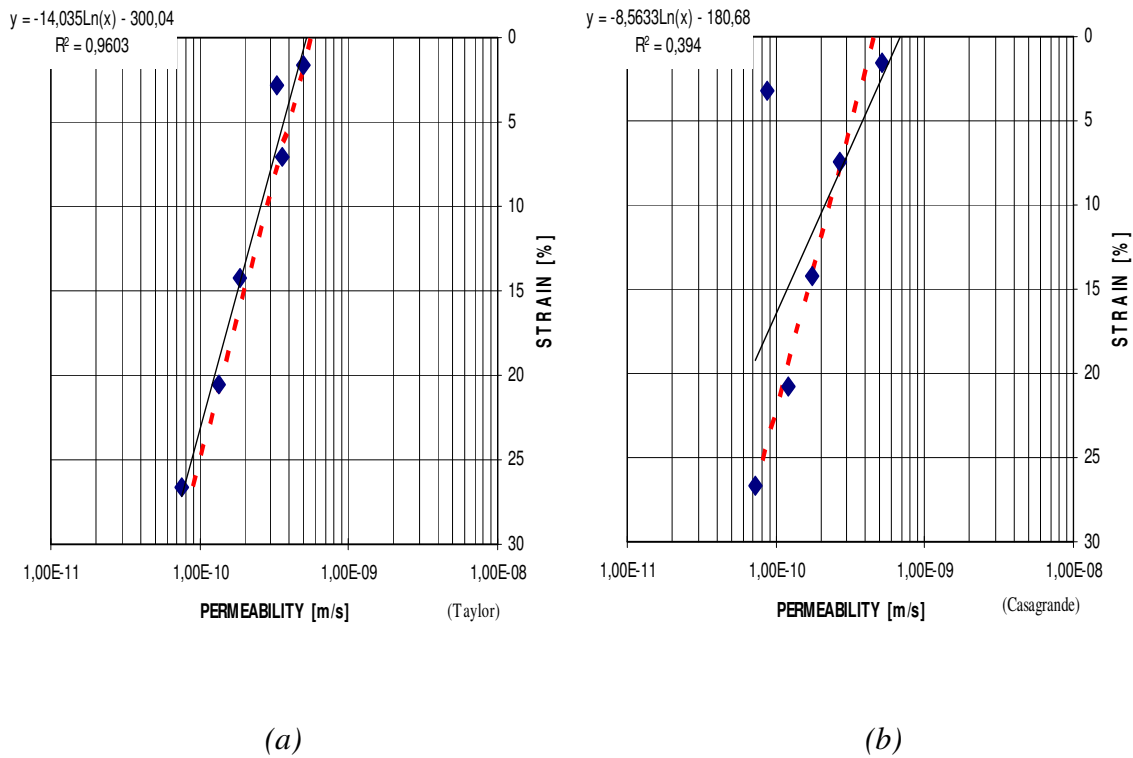 y = -14,035Ln(x) - 300,04
R² = 0,9603
0
5
10
15
20
25
30
STRAIN [%]
1,00E-11 1,00E-10 1,00E-09 1,00E-08
PERMEABILITY [m/s]
(Taylor)
(a)
y = -8,5633Ln(x) - 180,68
R² = 0,394
0
5
10
15
20
25
30
STRAIN [%]
1,00E-11 1,00E-10 1,00E-09 1,00E-08
PERMEABILITY [m/s]
(Casagrande)
(b)